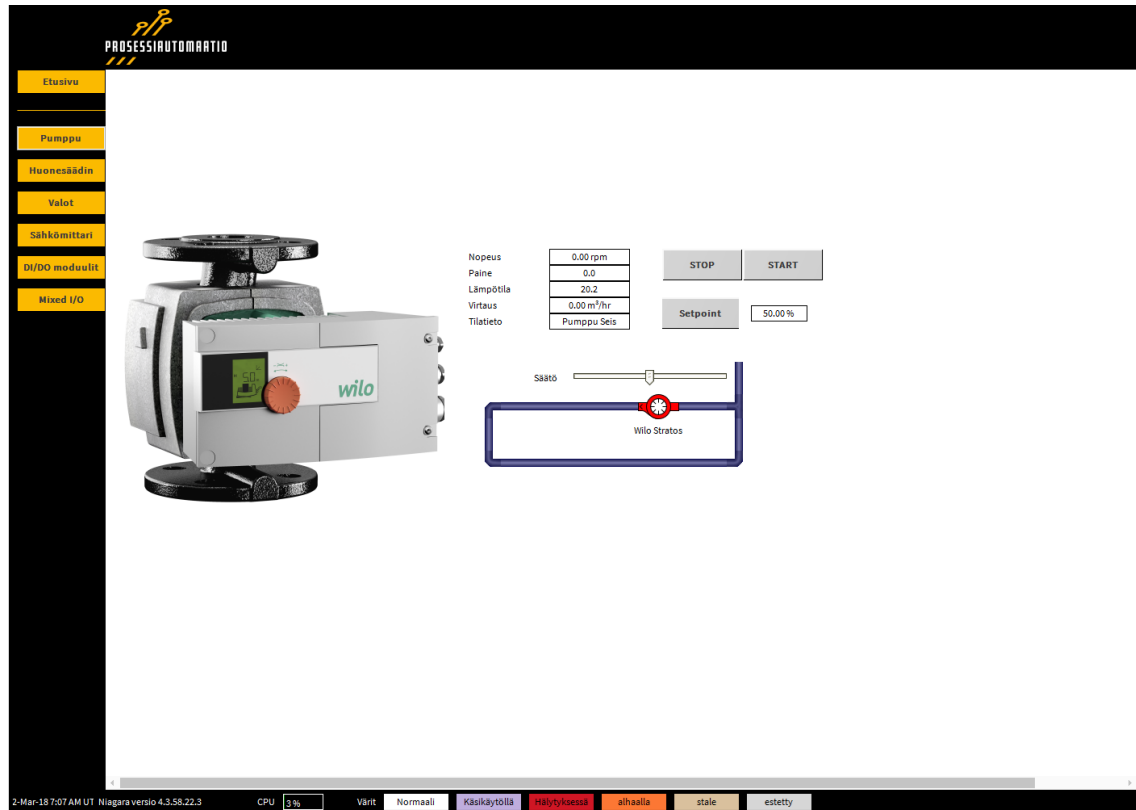 PROSESSIAUTOMAATIO
Etusivu
Pumppu
Huonesäädin
Valot
Sähkömittari
DI/DO moduulit
Mixed I/O
wilo
Nopeus 0.00 rpm
Paine 0.0
Lämpötila 20.2
Virtaus 0.00 m³/hr
Tilatieto Pumppu Seis
STOP START
Setpoint 50.00 %
Säätö
Wilo Stratos
2-Mar-18 7:07 AM UT Niagara versio 4.3.58.22.3 CPU 3 % Värit Normaali Käsikäytöllä Hälytyksessä alhaalla stale estetty